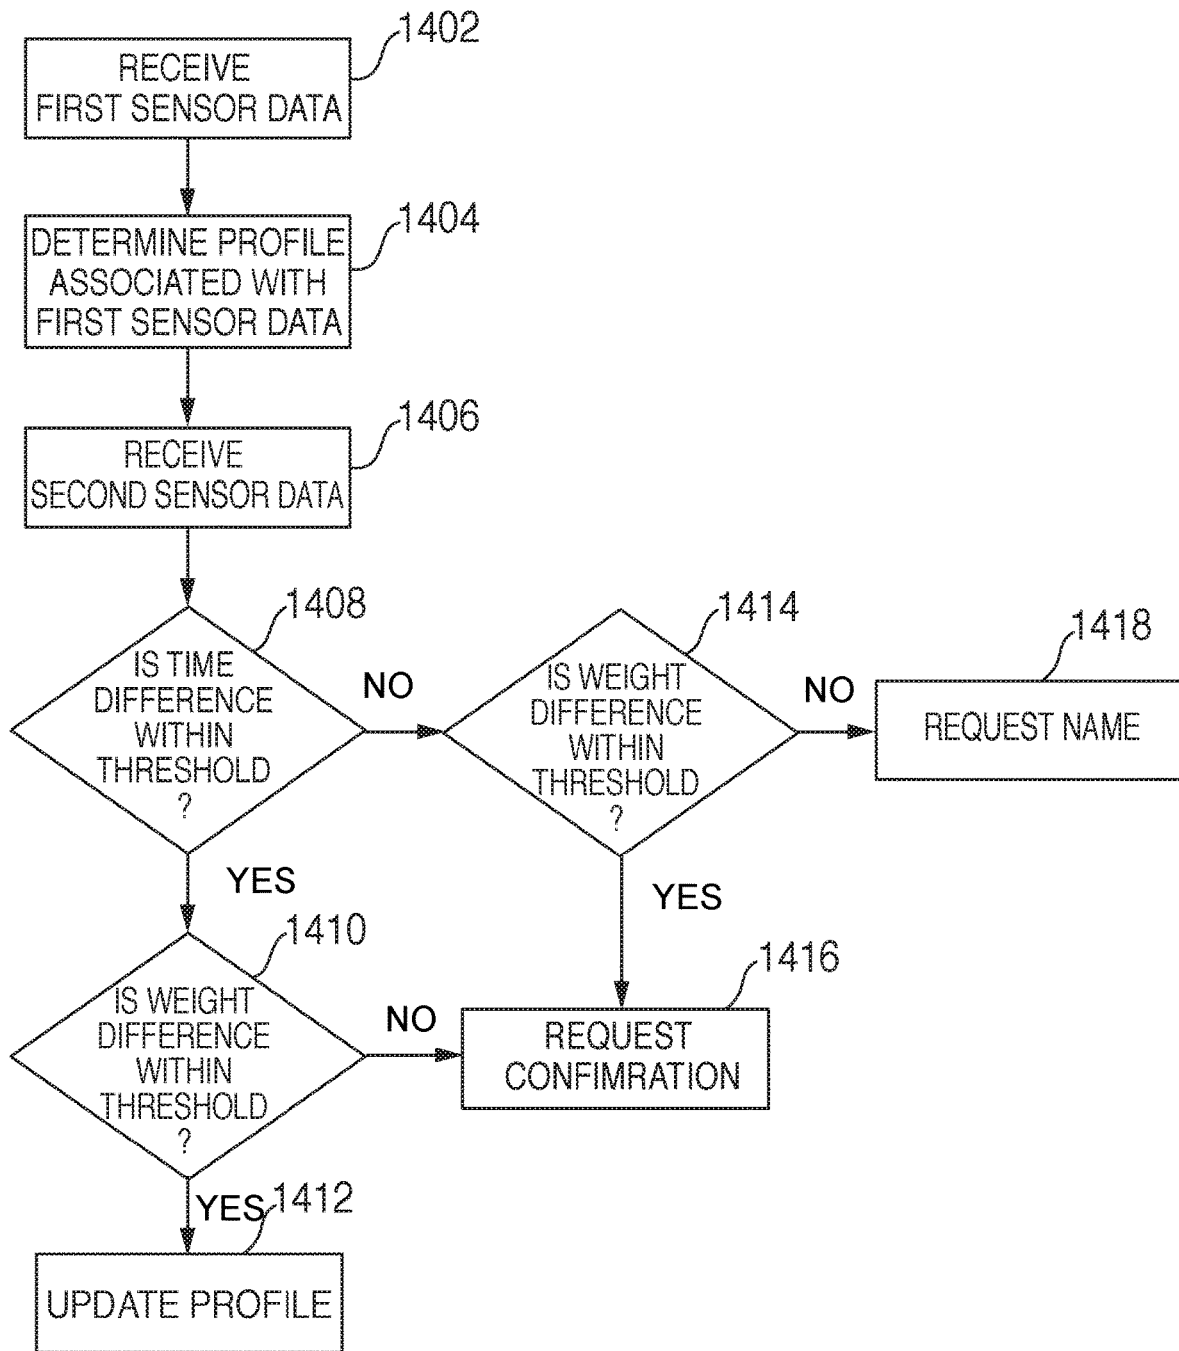 1402
RECEIVE
FIRST SENSOR DATA
1404
DETERMINE PROFILE
ASSOCIATED WITH
FIRST SENSOR DATA
1406
RECEIVE
SECOND SENSOR DATA
1408
IS TIME
DIFFERENCE
WITHIN
THRESHOLD
?
NO
1414
IS WEIGHT
DIFFERENCE
WITHIN
THRESHOLD
?
NO
1418
REQUEST NAME
YES
YES
1410
IS WEIGHT
DIFFERENCE
WITHIN
THRESHOLD
?
NO
1416
REQUEST
CONFIMRATION
YES
1412
UPDATE PROFILE